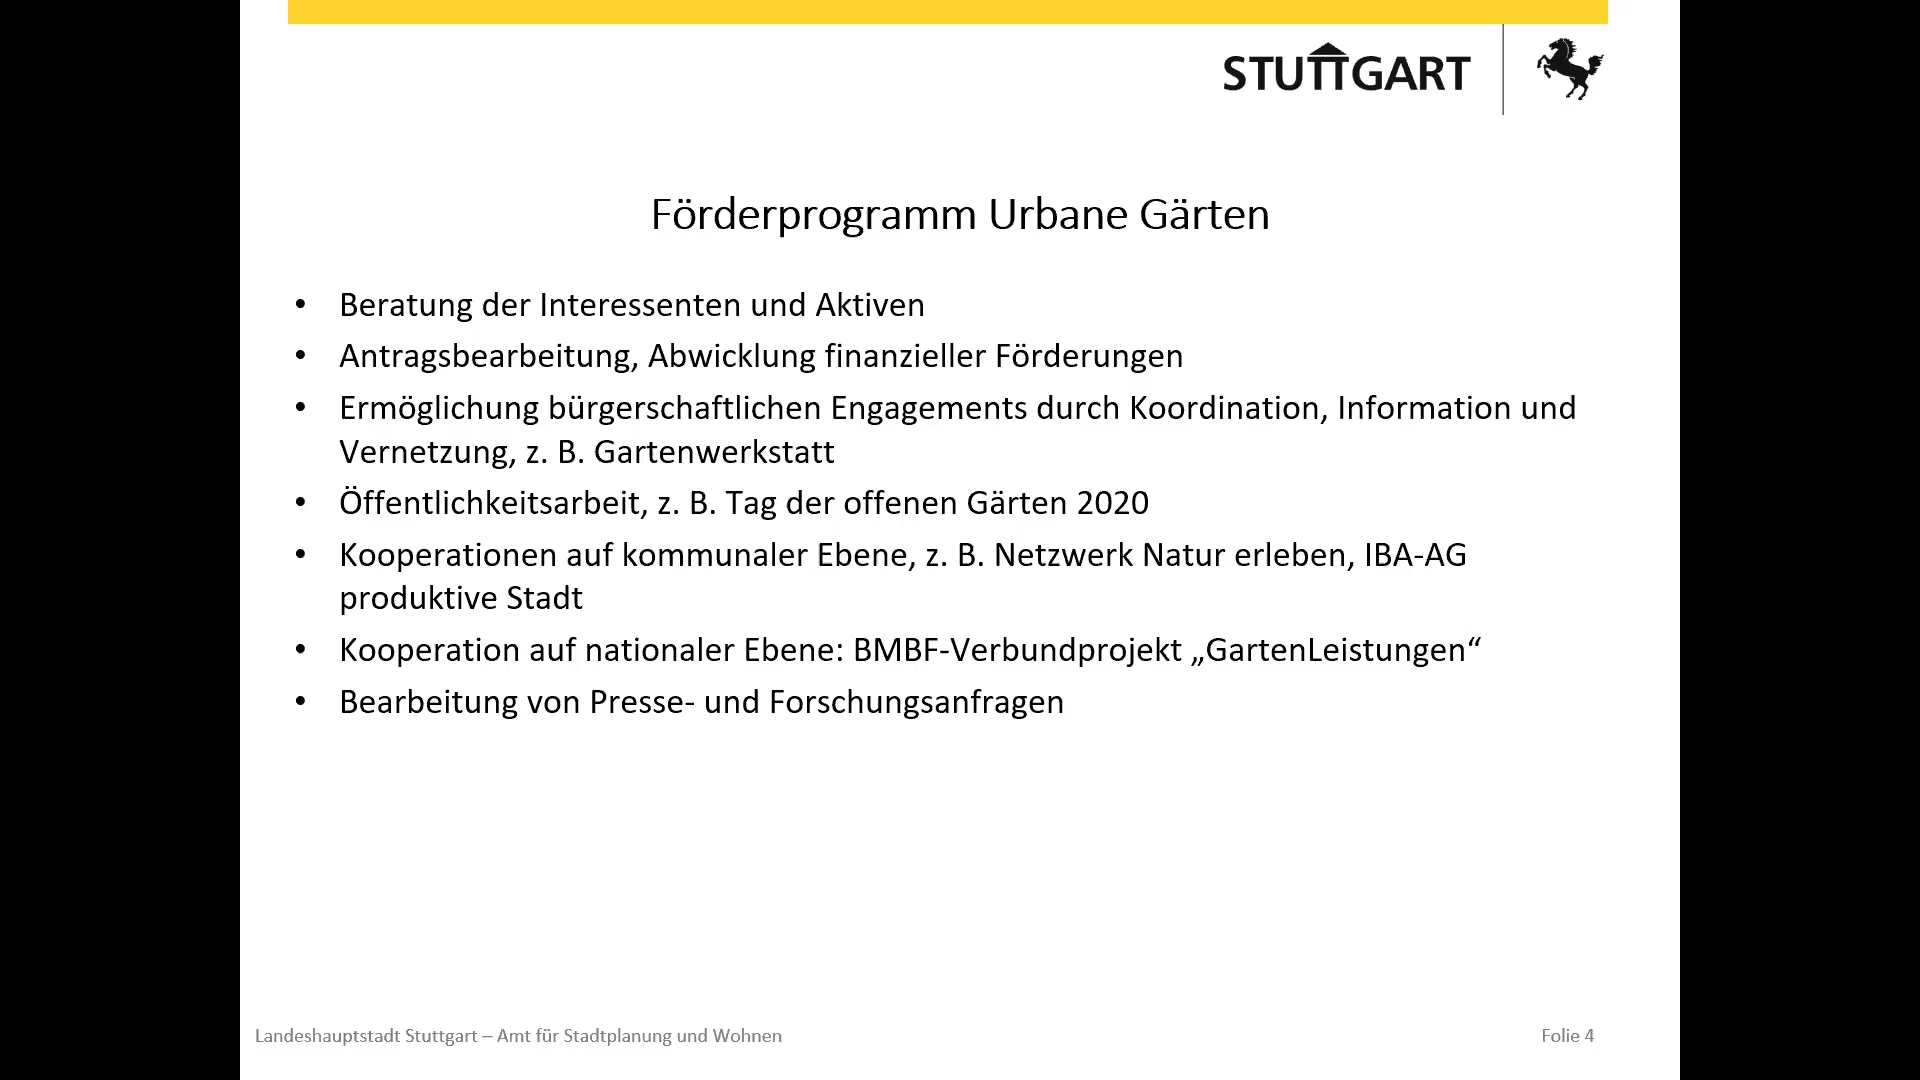 STUTTGART
Förderprogramm Urbane Gärten
• Beratung der Interessenten und Aktiven
• Antragsbearbeitung, Abwicklung finanzieller Förderungen
• Ermöglichung bürgerschaftlichen Engagements durch Koordination, Information und
Vernetzung, z. B. Gartenwerkstatt
• Öffentlichkeitsarbeit, z. B. Tag der offenen Gärten 2020
• Kooperationen auf kommunaler Ebene, z. B. Netzwerk Natur erleben, IBA-AG
produktive Stadt
• Kooperation auf nationaler Ebene: BMBF-Verbundprojekt „GartenLeistungen“
• Bearbeitung von Presse- und Forschungsanfragen
Landeshauptstadt Stuttgart – Amt für Stadtplanung und Wohnen
Folie 4